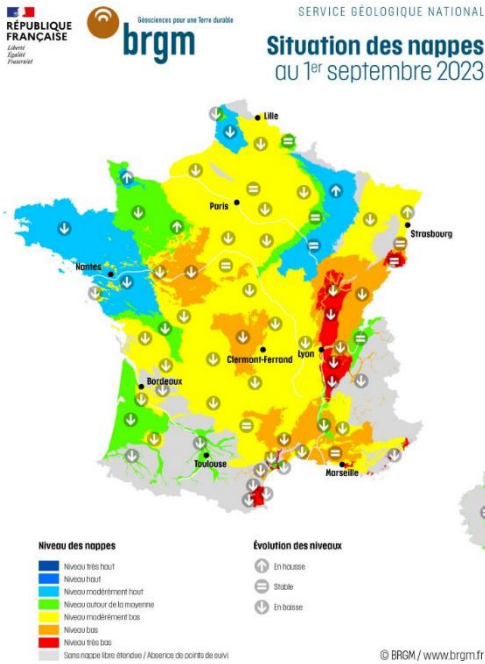 RÉPUBLIQUE
FRANÇAISE
Liberté
Égalité
Fraternité
Géosciences pour une Terre durable
brgm
SERVICE GÉOLOGIQUE NATIONAL
Situation des nappes
au 1er septembre 2023
Lille
Paris
Strasbourg
Nantes
Lyon
Clermont-Ferrand
Bordeaux
Toulouse
Marseille
Niveau des nappes
Niveau très haut
Niveau haut
Niveau modérément haut
Niveau autour de la moyenne
Niveau modérément bas
Niveau bas
Niveau très bas
Sans nappe libre étendue / Absence de points de suivi
Évolution des niveaux
En hausse
Stable
En baisse
© BRGM / www.brgm.fr